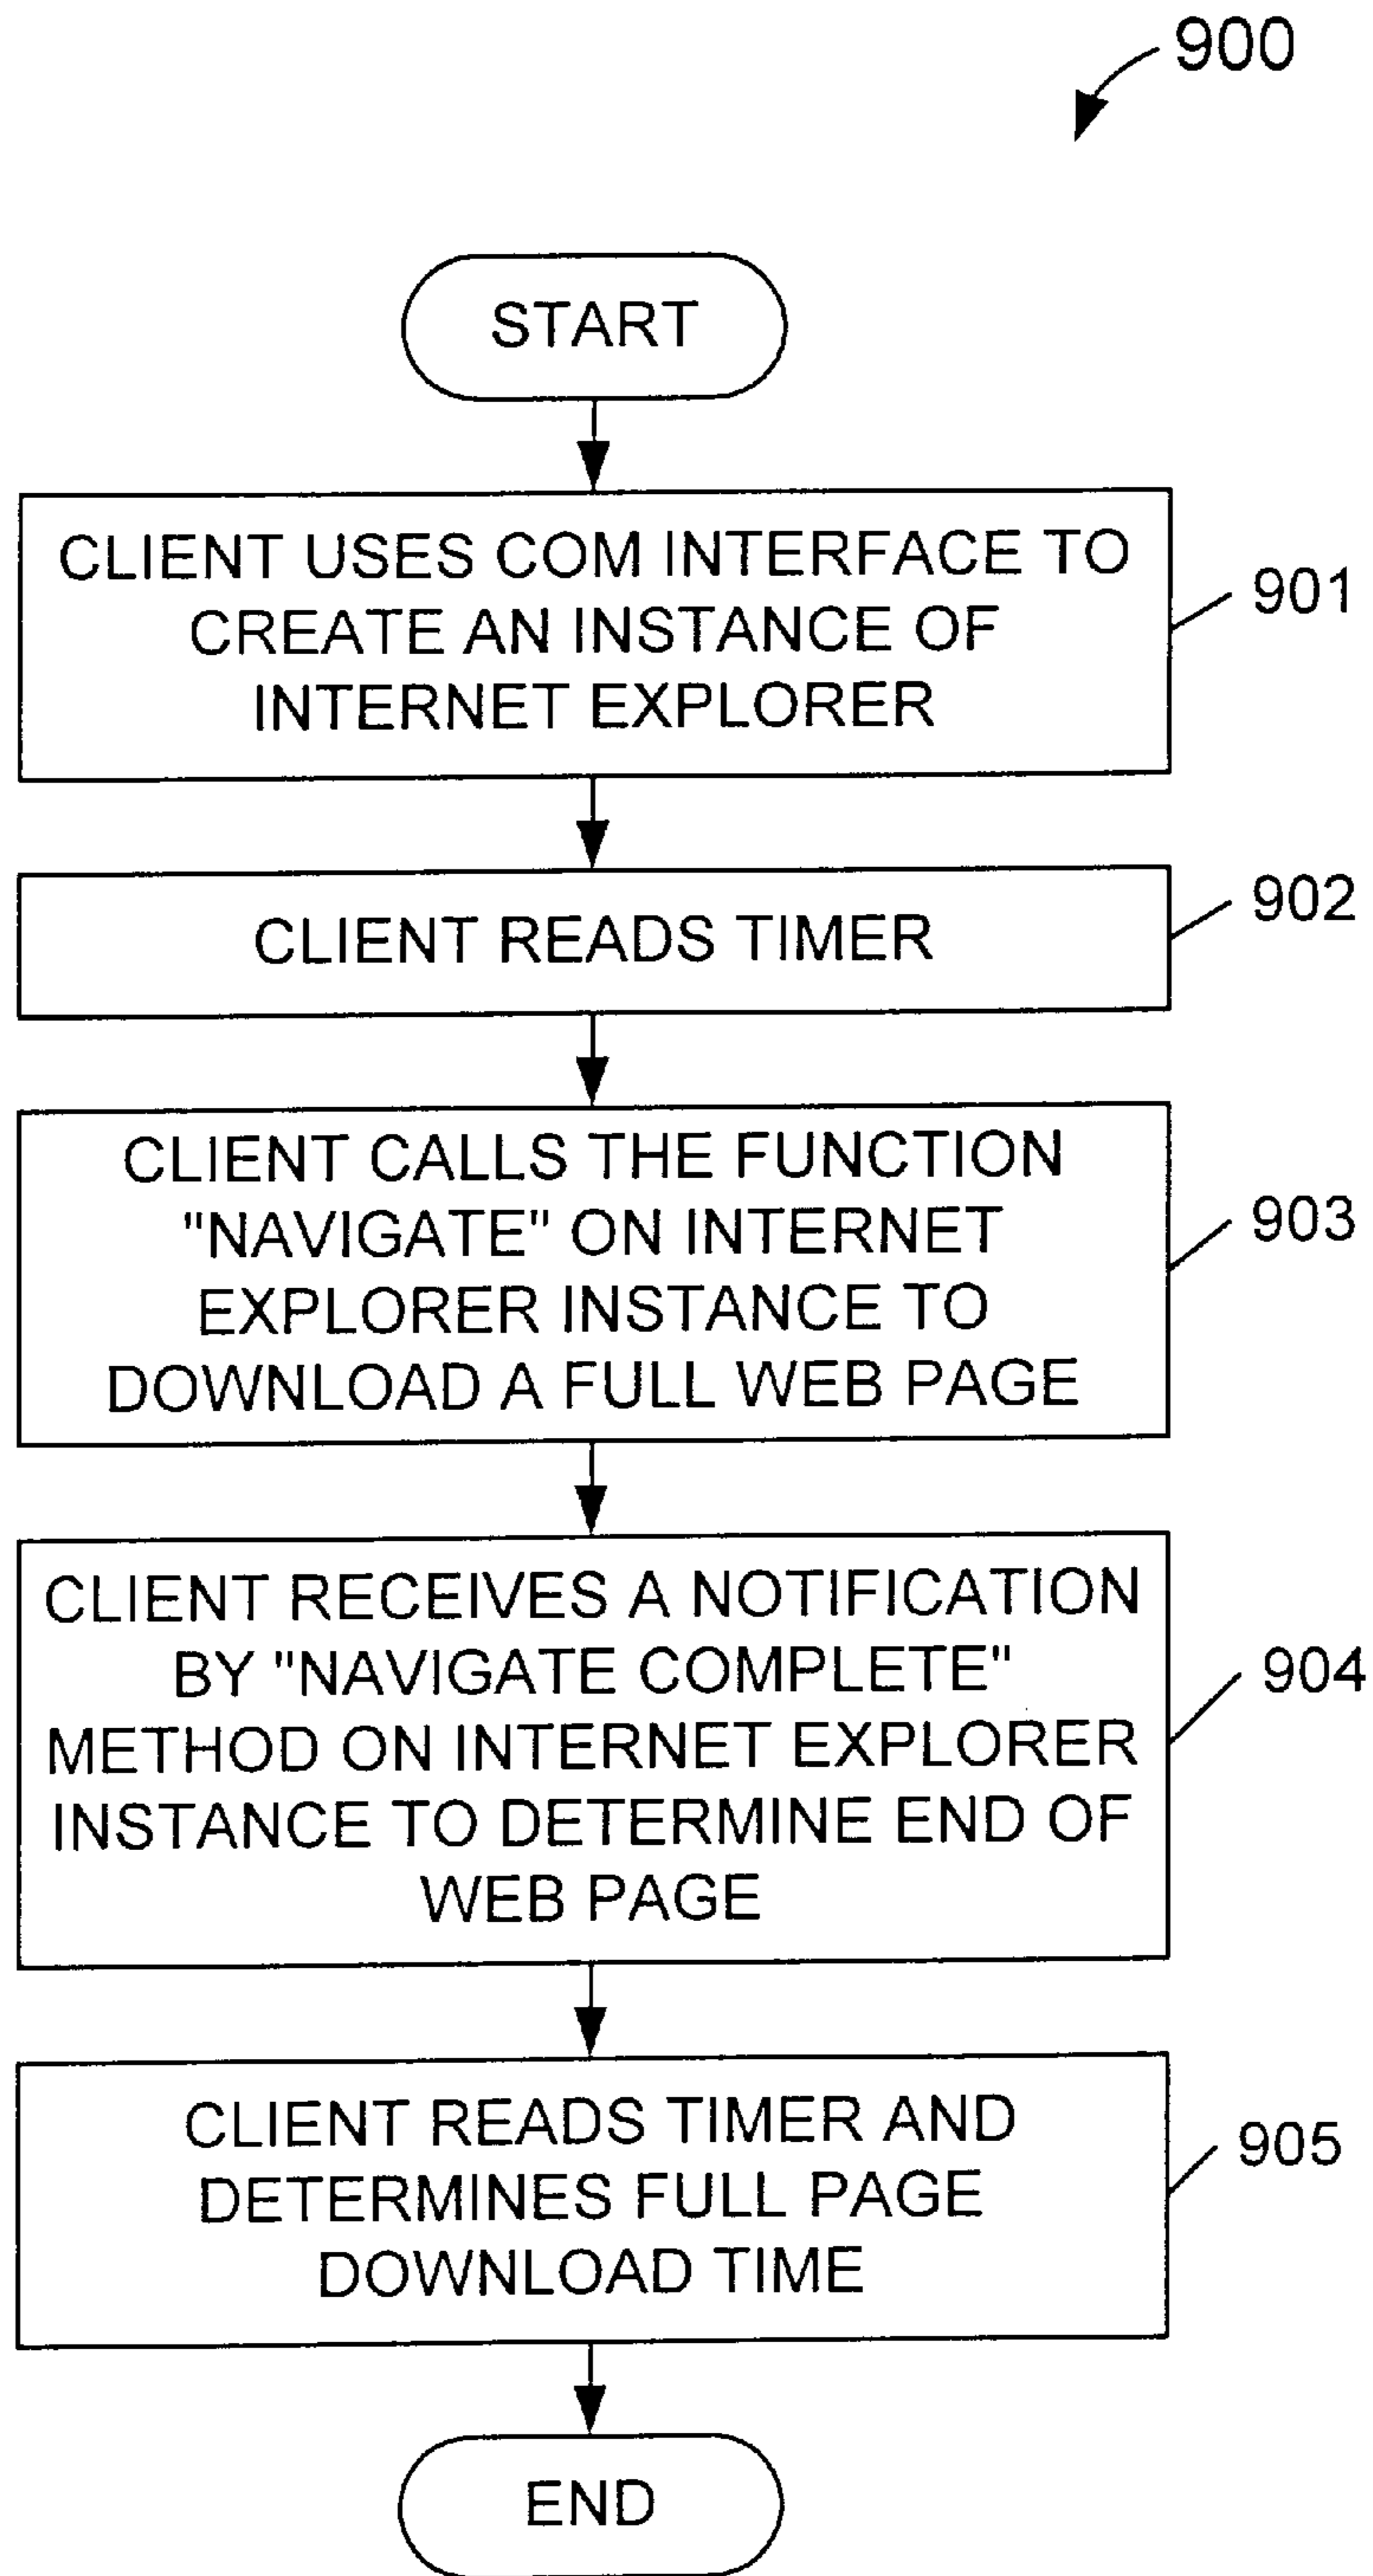 900
START
CLIENT USES COM INTERFACE TO
CREATE AN INSTANCE OF
INTERNET EXPLORER
901
CLIENT READS TIMER
902
CLIENT CALLS THE FUNCTION
"NAVIGATE" ON INTERNET
EXPLORER INSTANCE TO
DOWNLOAD A FULL WEB PAGE
903
CLIENT RECEIVES A NOTIFICATION
BY "NAVIGATE COMPLETE"
METHOD ON INTERNET EXPLORER
INSTANCE TO DETERMINE END OF
WEB PAGE
904
CLIENT READS TIMER AND
DETERMINES FULL PAGE
DOWNLOAD TIME
905
END